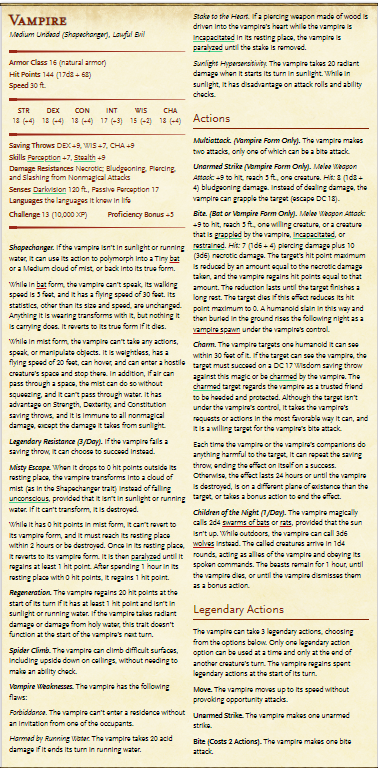 VAMPIRE
Medium Undead (Shapechanger), Lawful Evil
Armor Class 16 (natural armor)
Hit Points 144 (17d8 + 68)
Speed 30 ft.
STR DEX CON INT WIS CHA
18 (+4) 18 (+4) 18 (+4) 17 (+3) 15 (+2) 18 (+4)
Saving Throws DEX +9, WIS +7, CHA +9
Skills Perception +7, Stealth +9
Damage Resistances Necrotic; Bludgeoning, Piercing,
and Slashing from Nonmagical Attacks
Senses Darkvision 120 ft., Passive Perception 17
Languages the languages it knew in life
Challenge 13 (10,000 XP) Proficiency Bonus +5
Shapechanger. If the vampire isn't in sunlight or running
water, it can use its action to polymorph into a Tiny bat
or a Medium cloud of mist, or back into its true form.
While in bat form, the vampire can't speak, its walking
speed is 5 feet, and it has a flying speed of 30 feet. Its
statistics, other than its size and speed, are unchanged.
Anything it is wearing transforms with it, but nothing it
is carrying does. It reverts to its true form if it dies.
While in mist form, the vampire can't take any actions,
speak, or manipulate objects. It is weightless, has a
flying speed of 20 feet, can hover, and can enter a hostile
creature's space and stop there. In addition, if air can
pass through a space, the mist can do so without
squeezing, and it can't pass through water. It has
advantage on Strength, Dexterity, and Constitution
saving throws, and it is immune to all nonmagical
damage, except the damage it takes from sunlight.
Legendary Resistance (3/Day). If the vampire fails a
saving throw, it can choose to succeed instead.
Misty Escape. When it drops to 0 hit points outside its
resting place, the vampire transforms into a cloud of
mist (as in the Shapechanger trait) instead of falling
unconscious, provided that it isn't in sunlight or running
water. If it can't transform, it is destroyed.
While it has 0 hit points in mist form, it can't revert to
its vampire form, and it must reach its resting place
within 2 hours or be destroyed. Once in its resting place,
it reverts to its vampire form. It is then paralyzed until it
regains at least 1 hit point. After spending 1 hour in its
resting place with 0 hit points, it regains 1 hit point.
Regeneration. The vampire regains 20 hit points at the
start of its turn if it has at least 1 hit point and isn't in
sunlight or running water. If the vampire takes radiant
damage or damage from holy water, this trait doesn't
function at the start of the vampire's next turn.
Spider Climb. The vampire can climb difficult surfaces,
including upside down on ceilings, without needing to
make an ability check.
Vampire Weaknesses. The vampire has the following
flaws:
Forbiddance. The vampire can't enter a residence without
an invitation from one of the occupants.
Harmed by Running Water. The vampire takes 20 acid
damage if it ends its turn in running water.
Stake to the Heart. If a piercing weapon made of wood is
driven into the vampire's heart while the vampire is
incapacitated in its resting place, the vampire is
paralyzed until the stake is removed.
Sunlight Hypersensitivity. The vampire takes 20 radiant
damage when it starts its turn in sunlight. While in
sunlight, it has disadvantage on attack rolls and ability
checks.
Actions
Multiattack. (Vampire Form Only). The vampire makes
two attacks, only one of which can be a bite attack.
Unarmed Strike (Vampire Form Only). Melee Weapon
Attack: +9 to hit, reach 5 ft., one creature. Hit: 8 (1d8 +
4) bludgeoning damage. Instead of dealing damage, the
vampire can grapple the target (escape DC 18).
Bite. (Bat or Vampire Form Only). Melee Weapon Attack:
+9 to hit, reach 5 ft., one willing creature, or a creature
that is grappled by the vampire, incapacitated, or
restrained. Hit: 7 (1d6 + 4) piercing damage plus 10
(3d6) necrotic damage. The target's hit point maximum
is reduced by an amount equal to the necrotic damage
taken, and the vampire regains hit points equal to that
amount. The reduction lasts until the target finishes a
long rest. The target dies if this effect reduces its hit
point maximum to 0. A humanoid slain in this way and
then buried in the ground rises the following night as a
vampire spawn under the vampire's control.
Charm. The vampire targets one humanoid it can see
within 30 feet of it. If the target can see the vampire, the
target must succeed on a DC 17 Wisdom saving throw
against this magic or be charmed by the vampire. The
charmed target regards the vampire as a trusted friend
to be heeded and protected. Although the target isn't
under the vampire's control, it takes the vampire's
requests or actions in the most favorable way it can, and
it is a willing target for the vampire's bite attack.
Each time the vampire or the vampire's companions do
anything harmful to the target, it can repeat the saving
throw, ending the effect on itself on a success.
Otherwise, the effect lasts 24 hours or until the vampire
is destroyed, is on a different plane of existence than the
target, or takes a bonus action to end the effect.
Children of the Night (1/Day). The vampire magically
calls 2d4 swarms of bats or rats, provided that the sun
isn't up. While outdoors, the vampire can call 3d6
wolves instead. The called creatures arrive in 1d4
rounds, acting as allies of the vampire and obeying its
spoken commands. The beasts remain for 1 hour, until
the vampire dies, or until the vampire dismisses them
as a bonus action.
Legendary Actions
The vampire can take 3 legendary actions, choosing
from the options below. Only one legendary action
option can be used at a time and only at the end of
another creature's turn. The vampire regains spent
legendary actions at the start of its turn.
Move. The vampire moves up to its speed without
provoking opportunity attacks.
Unarmed Strike. The vampire makes one unarmed
strike.
Bite (Costs 2 Actions). The vampire makes one bite
attack.